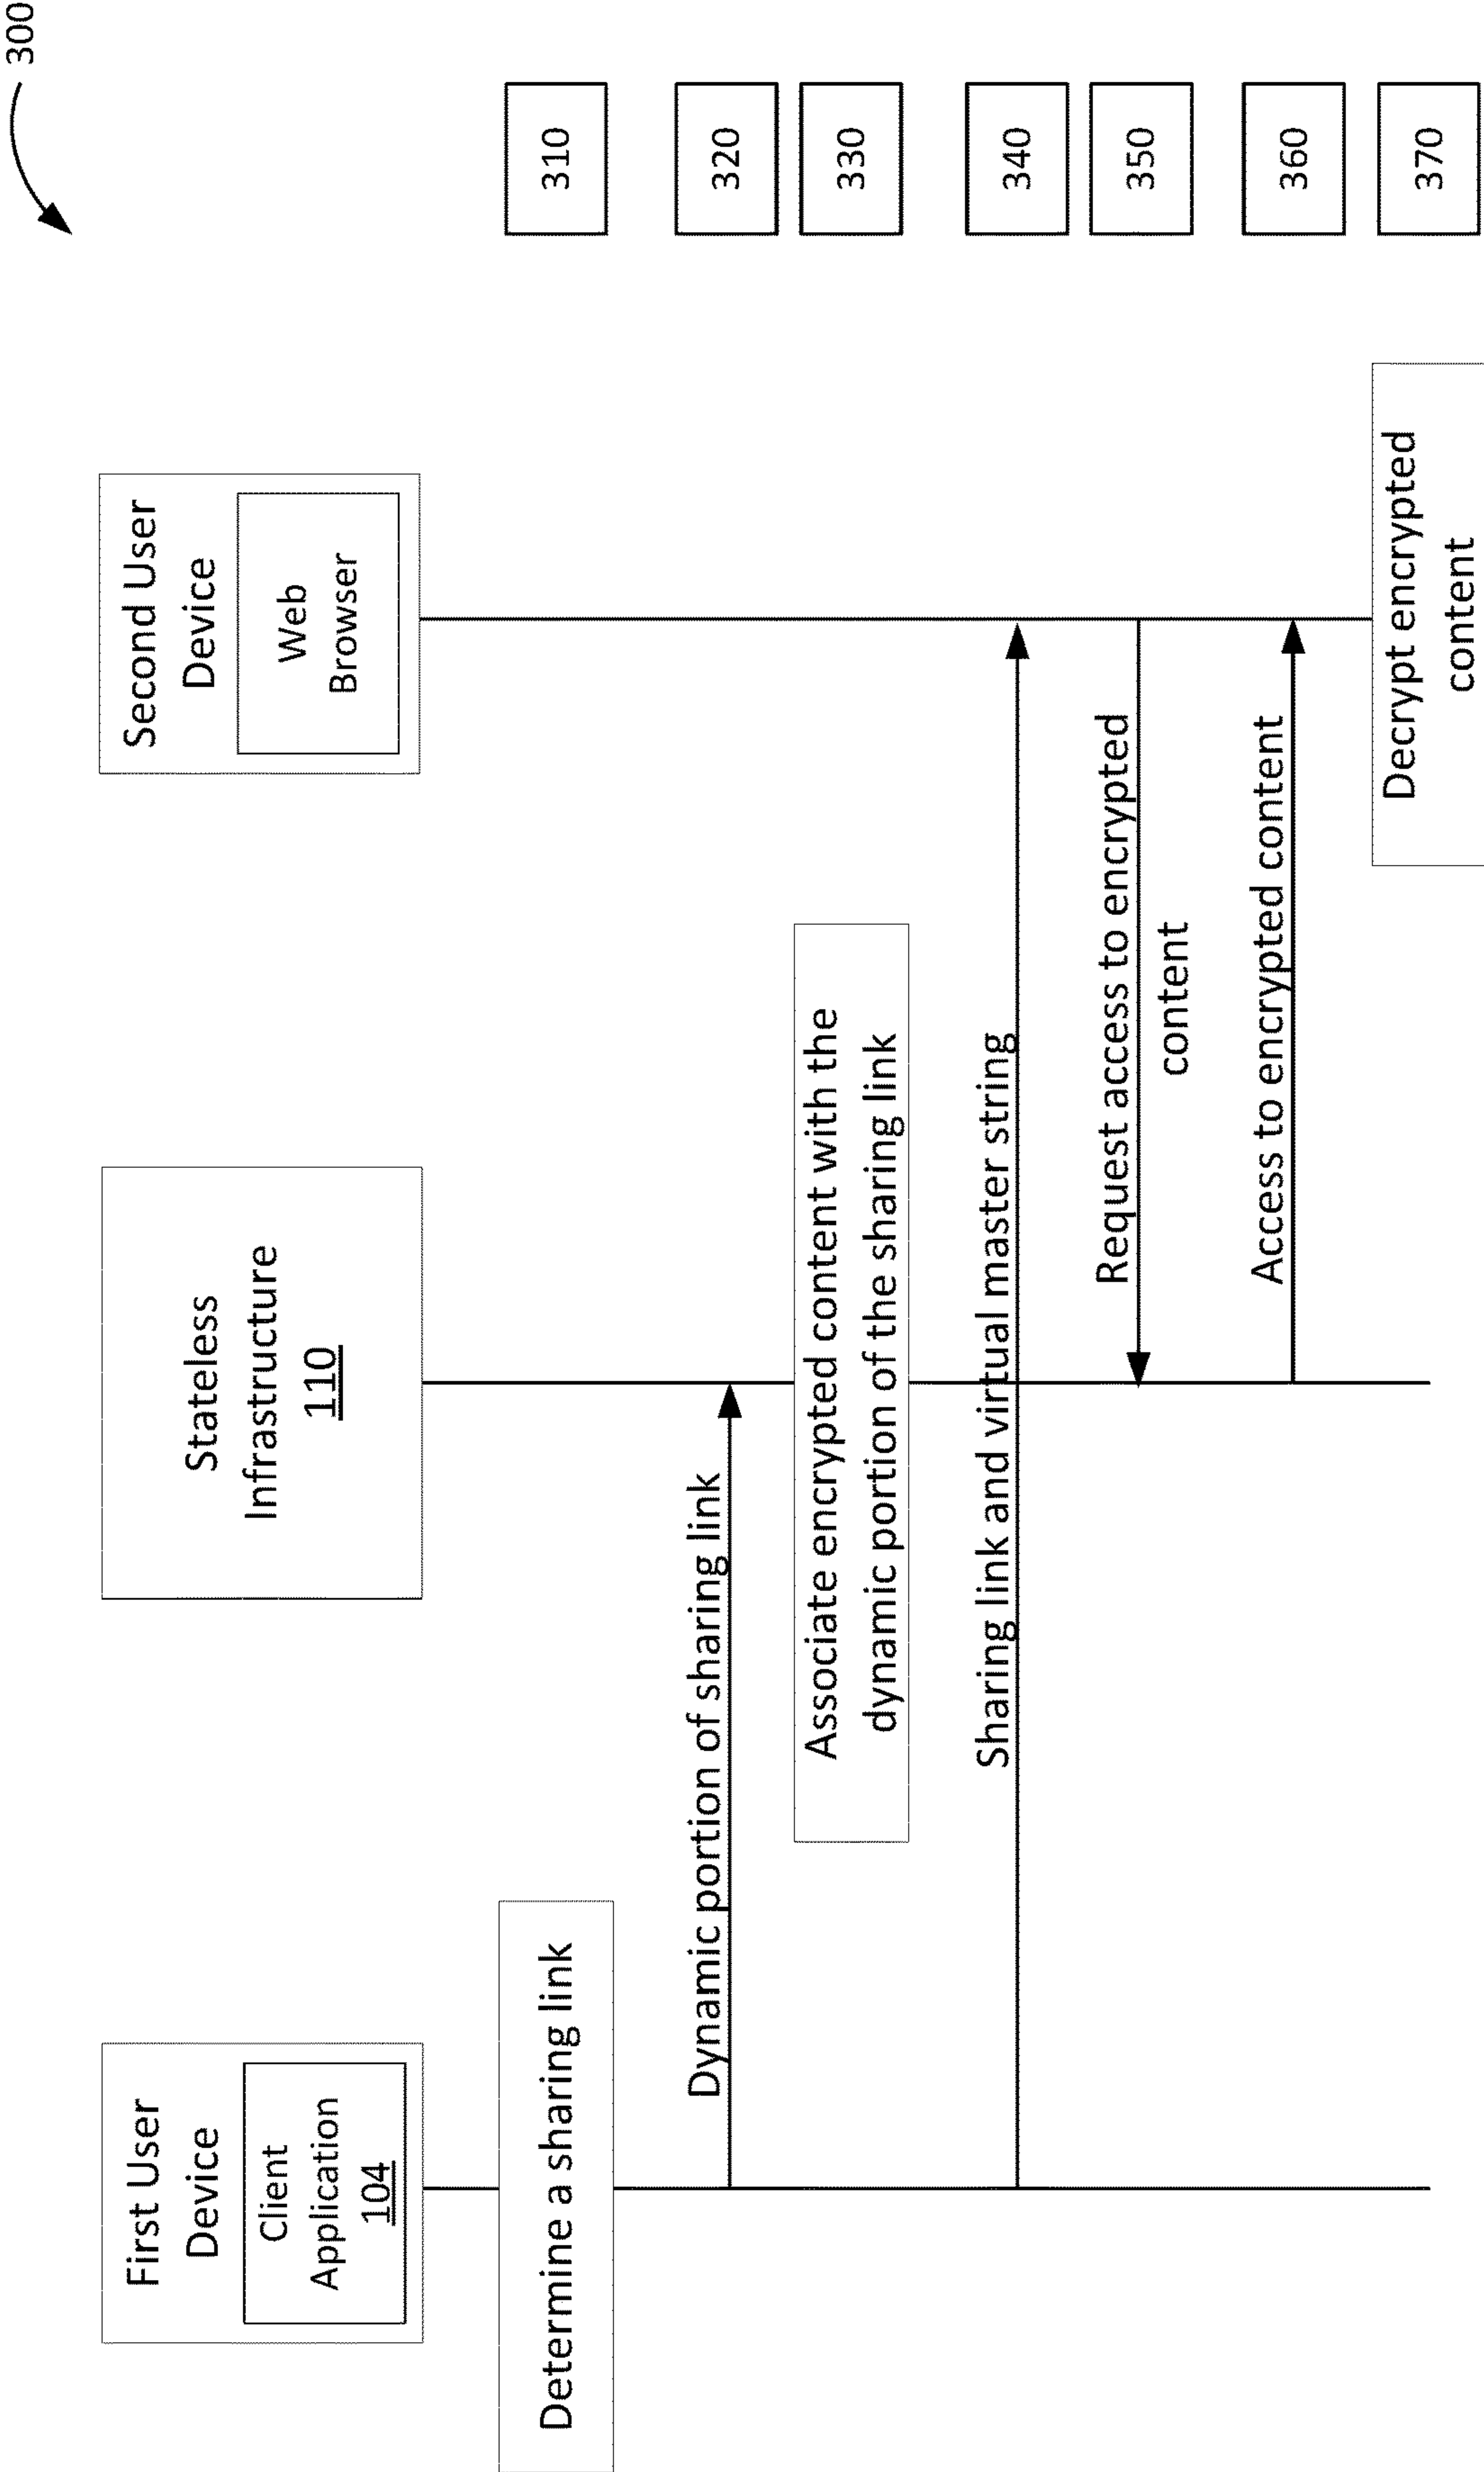 300
First User
Device
Client
Application
104
Stateless
Infrastructure
110
Second User
Device
Web
Browser
Determine a sharing link
310
Dynamic portion of sharing link
320
Associate encrypted content with the
dynamic portion of the sharing link
330
Sharing link and virtual master string
340
Request access to encrypted
content
350
Access to encrypted content
360
Decrypt encrypted
content
370